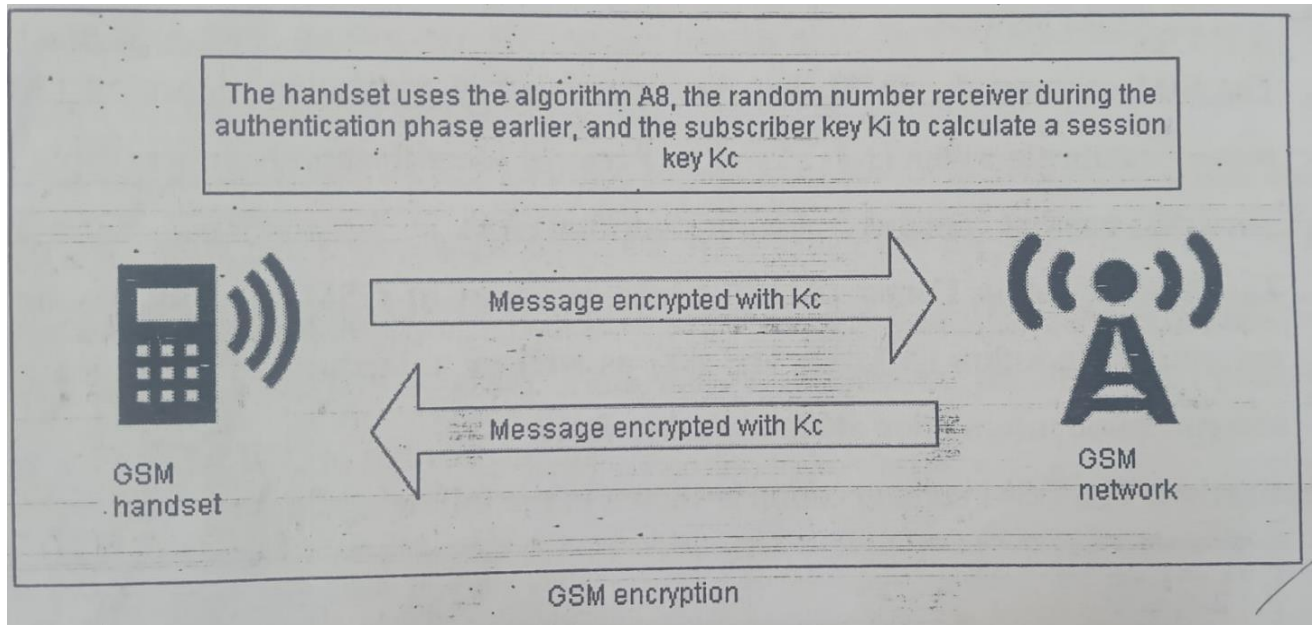 The handset uses the algorithm A8, the random number receiver during the
authentication phase earlier, and the subscriber key Ki to calculate a session
key Kc
Message encrypted with Kc
Message encrypted with Kc
GSM
handset
GSM
network
GSM encryption